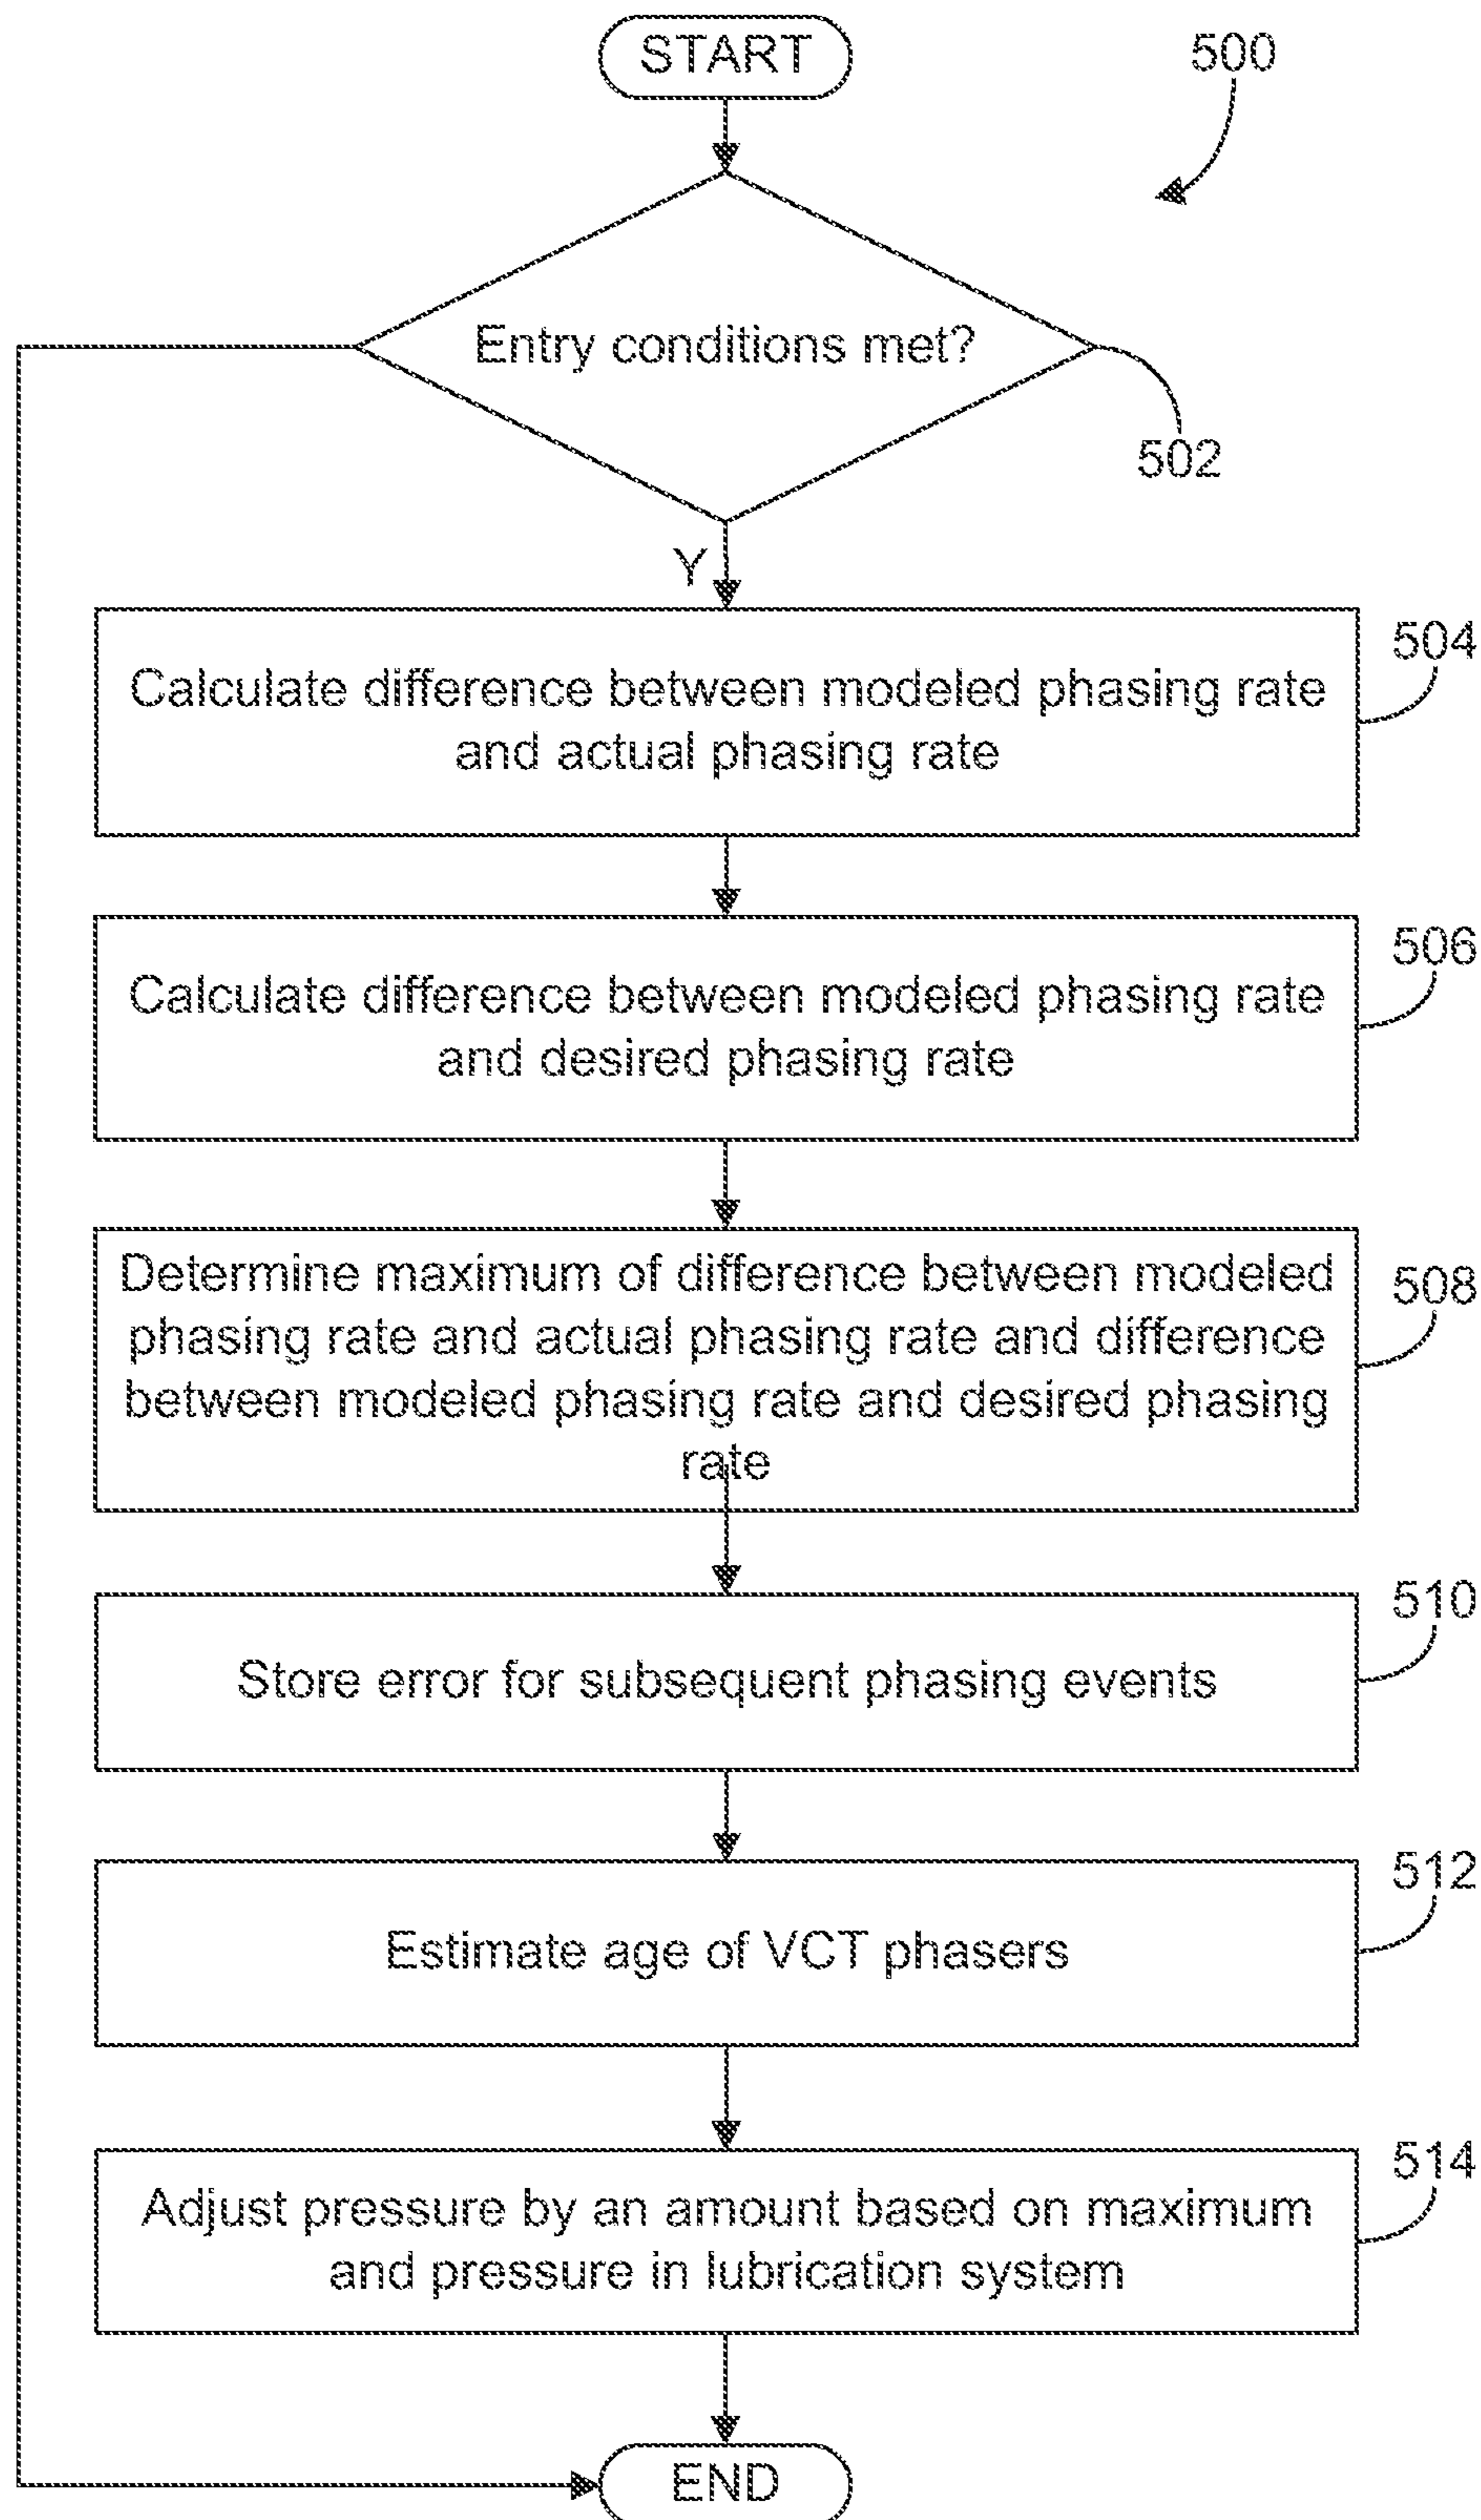 START
500
Entry conditions met?
502
Y
504
Calculate difference between modeled phasing rate
and actual phasing rate
506
Calculate difference between modeled phasing rate
and desired phasing rate
508
Determine maximum of difference between modeled
phasing rate and actual phasing rate and difference
between modeled phasing rate and desired phasing
rate
510
Store error for subsequent phasing events
512
Estimate age of VCT phasers
514
Adjust pressure by an amount based on maximum
and pressure in lubrication system
END